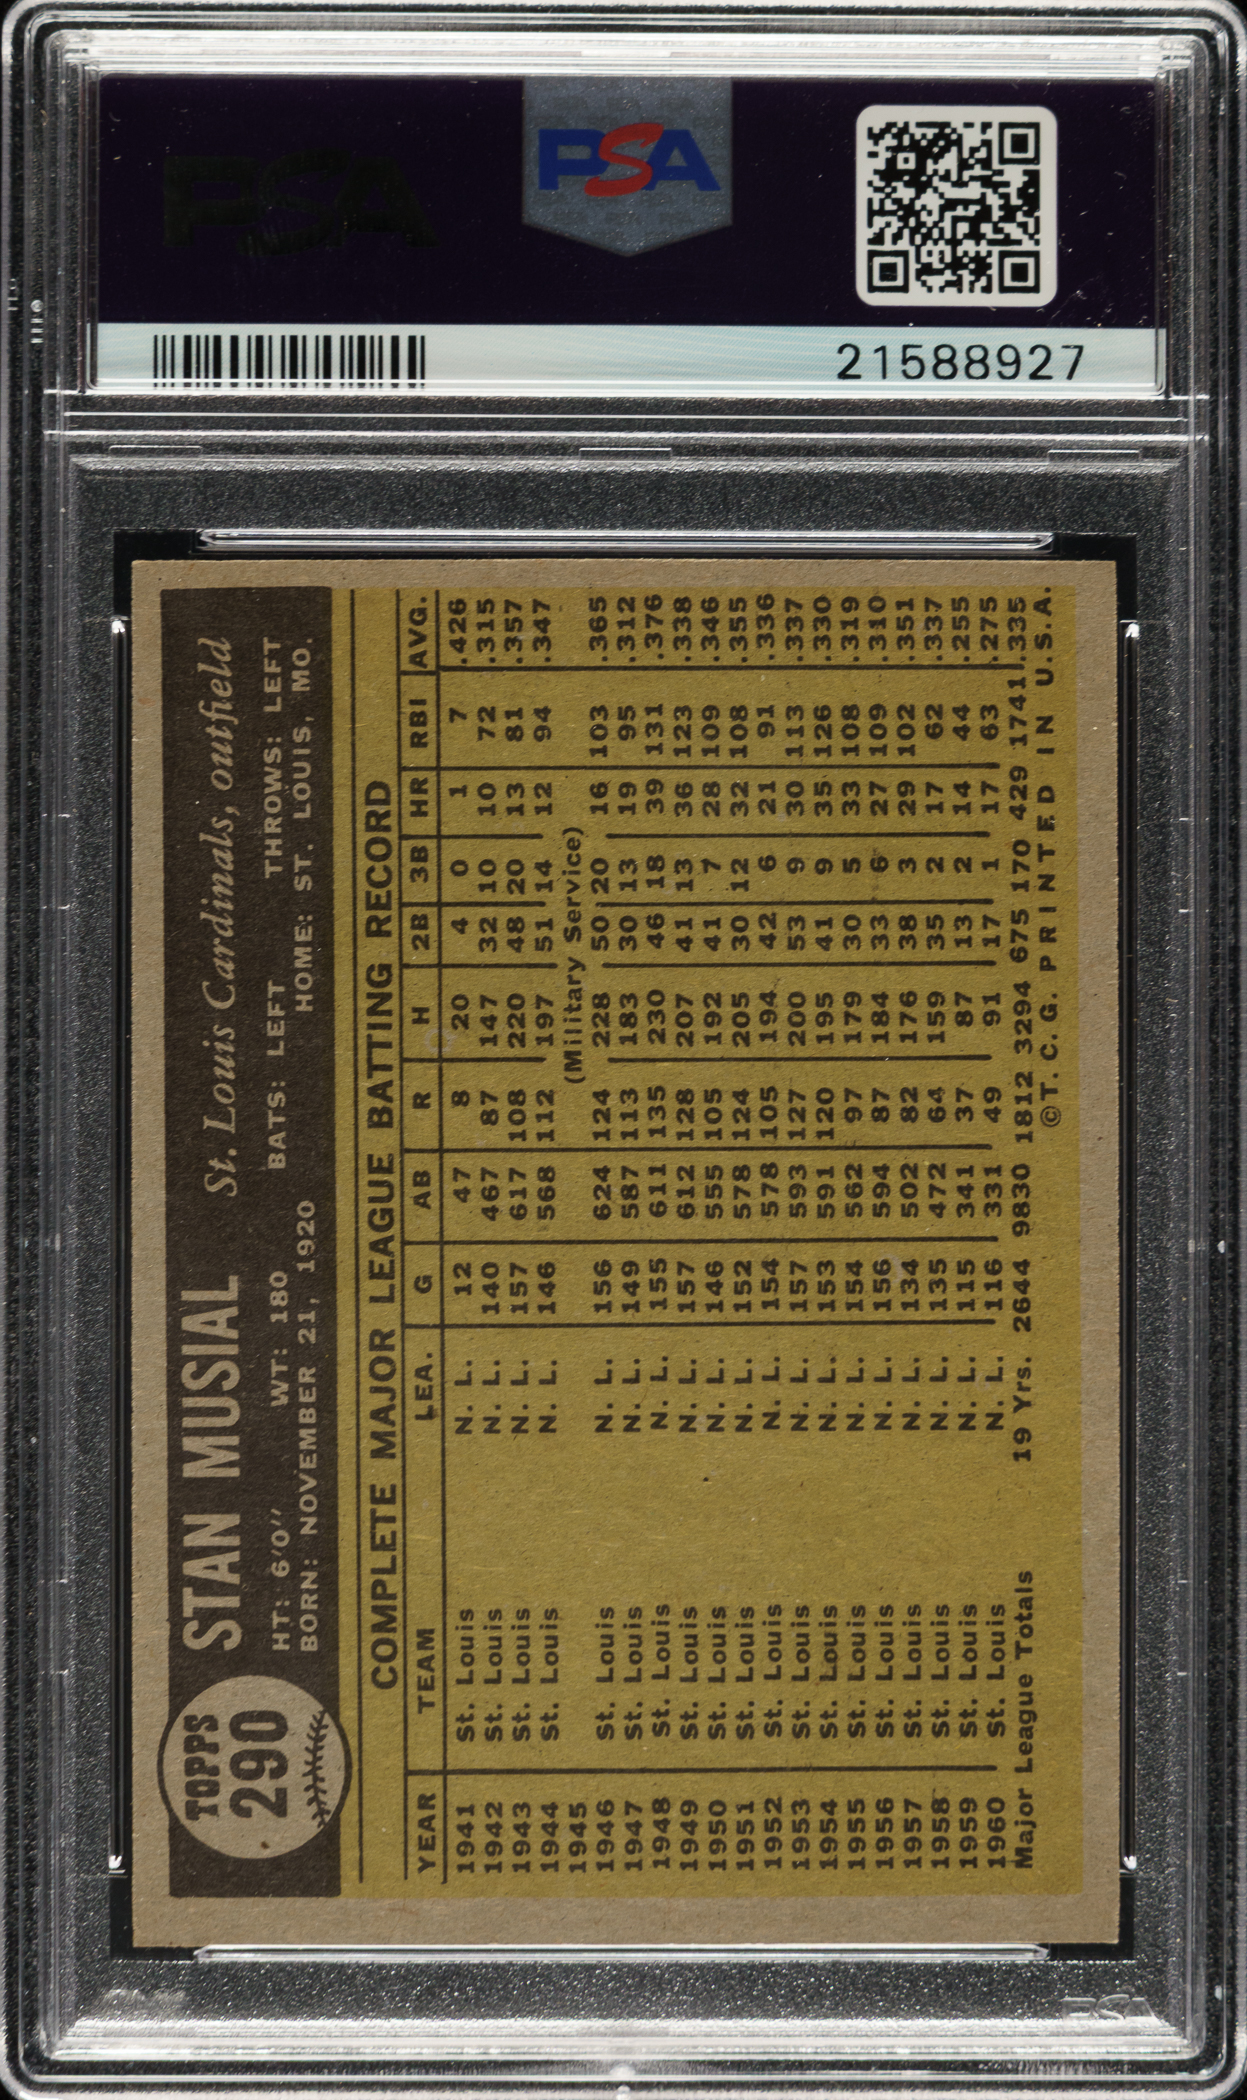 PSA
PSA
21588927
TOPPS
290
STAN MUSIAL St. Louis Cardinals, outfield
HT: 6'0" WT: 180 BATS: LEFT THROWS: LEFT
BORN: NOVEMBER 21, 1920 HOME: ST. LOUIS, MO.
COMPLETE MAJOR LEAGUE BATTING RECORD
YEAR TEAM LEA. G AB R H 2B 3B HR RBI AVG.
1941 St. Louis N. L. 12 47 8 20 4 0 1 7 .426
1942 St. Louis N. L. 140 467 87 147 32 10 10 72 .315
1943 St. Louis N. L. 157 617 108 220 48 20 13 81 .357
1944 St. Louis N. L. 146 568 112 197 51 14 12 94 .347
1945 (Military Service)
1946 St. Louis N. L. 156 624 124 228 50 20 16 103 .365
1947 St. Louis N. L. 149 587 113 183 30 13 19 95 .312
1948 St. Louis N. L. 155 611 135 230 46 18 39 131 .376
1949 St. Louis N. L. 157 612 128 207 41 13 36 123 .338
1950 St. Louis N. L. 146 555 105 192 41 7 28 109 .346
1951 St. Louis N. L. 152 578 124 205 30 12 32 108 .355
1952 St. Louis N. L. 154 578 105 194 42 6 21 91 .336
1953 St. Louis N. L. 157 593 127 200 53 9 30 113 .337
1954 St. Louis N. L. 153 591 120 195 41 9 35 126 .330
1955 St. Louis N. L. 154 562 97 179 30 5 33 108 .319
1956 St. Louis N. L. 156 594 87 184 33 6 27 109 .310
1957 St. Louis N. L. 134 502 82 176 38 3 29 102 .351
1958 St. Louis N. L. 135 472 64 159 35 2 17 62 .337
1959 St. Louis N. L. 115 341 37 87 13 2 14 44 .255
1960 St. Louis N. L. 116 331 49 91 17 1 17 63 .275
Major League Totals 19 Yrs. 2644 9830 1812 3294 675 170 429 1741 .335
©T. C. G. PRINTED IN U.S.A.
PSA